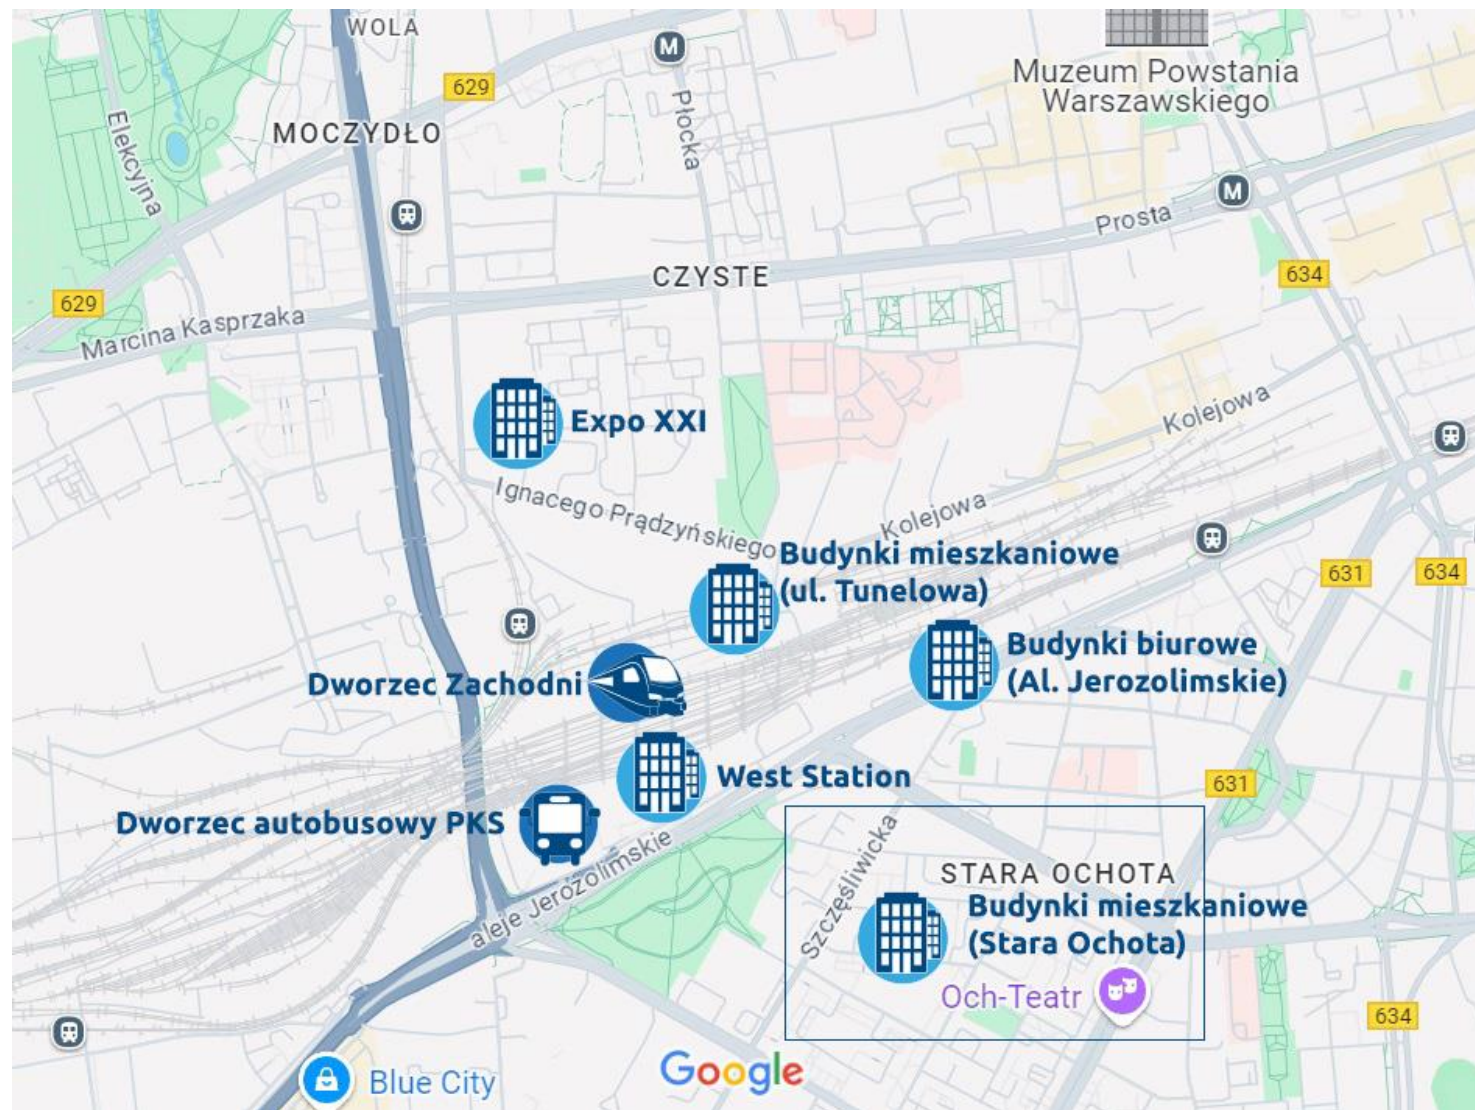 WOLA
M
629
Płocka
Muzeum Powstania
Warszawskiego
MOCZYDŁO
Elekcyjna
M
Prosta
CZYSTE
634
629
Marcina Kasprzaka
Expo XXI
Kolejowa
Ignacego Prądzyńskiego
Kolejowa
Budynki mieszkaniowe
(ul. Tunelowa)
631
634
Budynki biurowe
(Al. Jerozolimskie)
Dworzec Zachodni
West Station
631
Dworzec autobusowy PKS
aleje Jerozolimskie
Szczęśliwicka
STARA OCHOTA
Budynki mieszkaniowe
(Stara Ochota)
Och-Teatr
634
Google
Blue City